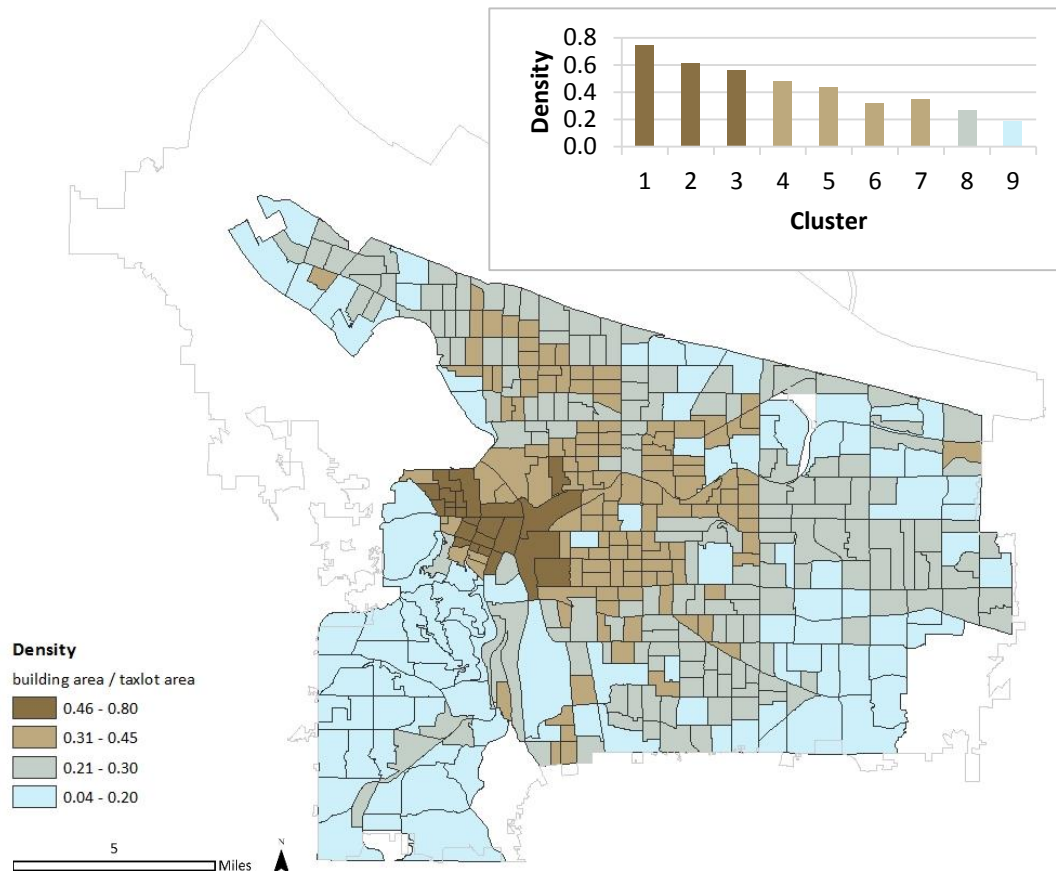 0.8
0.6
0.4
0.2
0.0
Density
1 2 3 4 5 6 7 8 9
Cluster
Density
building area / taxlot area
0.46 - 0.80
0.31 - 0.45
0.21 - 0.30
0.04 - 0.20
5
Miles
N